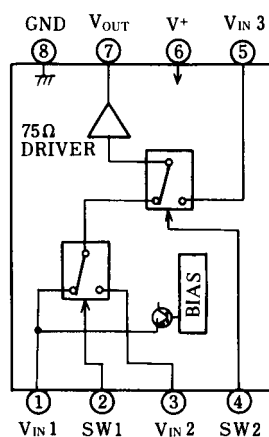 GND VOUT V+ VIN 3
8 7 6 5
75Ω
DRIVER
BIAS
1 2 3 4
VIN 1 SW1 VIN 2 SW2